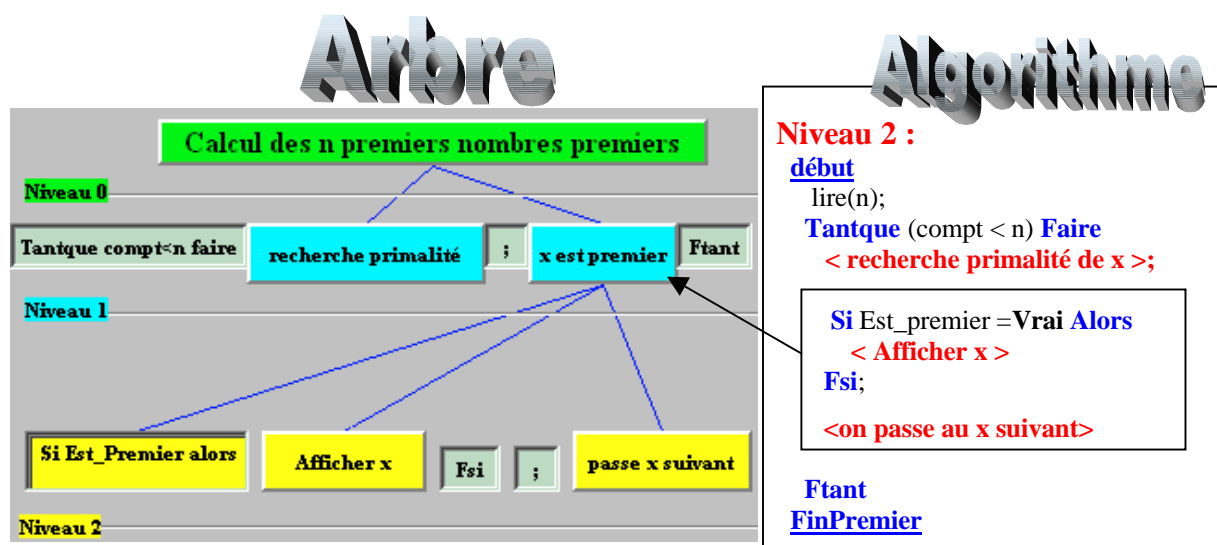 Arbre
Calcul des n premiers nombres premiers
Niveau 0
Tantque compt<n faire
recherche primalité
;
x est premier
Ftant
Niveau 1
Si Est_Premier alors
Afficher x
Fsi
;
passe x suivant
Niveau 2
Algorithme
Niveau 2 :
début
lire(n);
Tantque (compt < n) Faire
< recherche primalité de x >;
Si Est_premier =Vrai Alors
< Afficher x >
Fsi;
<on passe au x suivant>
Ftant
FinPremier